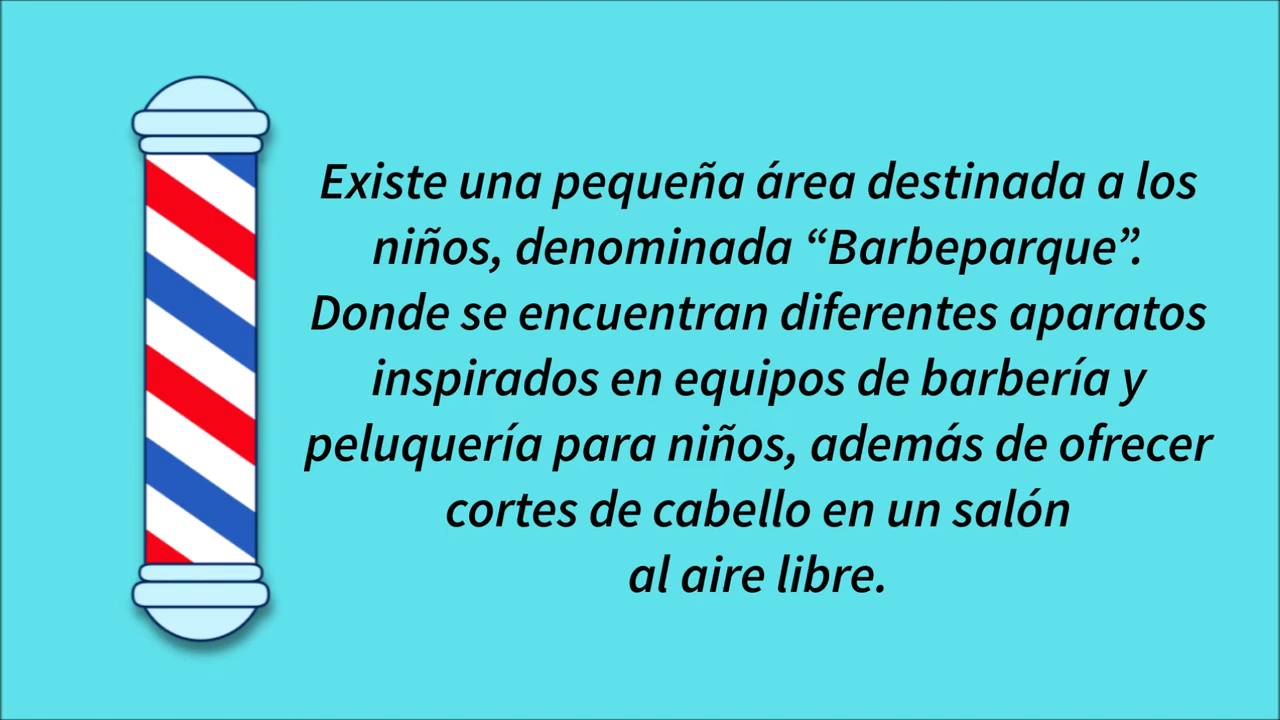 Existe una pequeña área destinada a los
niños, denominada “Barbeparque”.
Donde se encuentran diferentes aparatos
inspirados en equipos de barbería y
peluquería para niños, además de ofrecer
cortes de cabello en un salón
al aire libre.